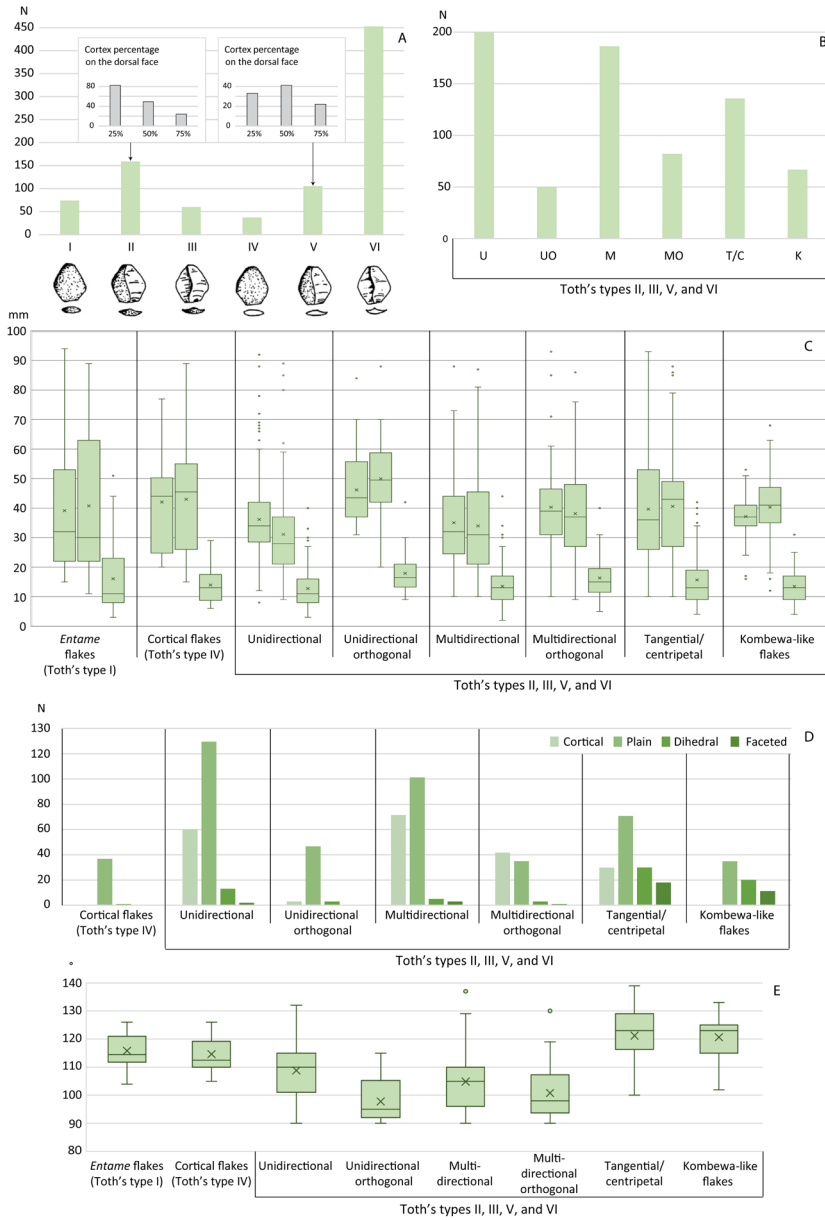 N
A
450
400
350
300
250
200
150
100
50
0
Cortex percentage
on the dorsal face
80
40
0
25% 50% 75%
Cortex percentage
on the dorsal face
40
20
0
25% 50% 75%
I II III IV V VI
N
B
200
150
100
50
0
U UO M MO T/C K
Toth's types II, III, V, and VI
mm
C
100
90
80
70
60
50
40
30
20
10
0
Entame
flakes
(Toth's type I)
Cortical flakes
(Toth's type IV)
Unidirectional
Unidirectional
orthogonal
Multidirectional
Multidirectional
orthogonal
Tangential/
centripetal
Kombewa-like
flakes
Toth's types II, III, V, and VI
N
D
130
120
100
80
60
40
20
0
Cortical Plain Dihedral Faceted
Cortical flakes
(Toth's type IV)
Unidirectional
Unidirectional
orthogonal
Multidirectional
Multidirectional
orthogonal
Tangential/
centripetal
Kombewa-like
flakes
Toth's types II, III, V, and VI
°
E
140
130
120
110
100
90
80
Entame flakes
(Toth's type I)
Cortical flakes
(Toth's type IV)
Unidirectional
Unidirectional
orthogonal
Multi-
directional
Multi-
directional
orthogonal
Tangential/
centripetal
Kombewa-like
flakes
Toth's types II, III, V, and VI